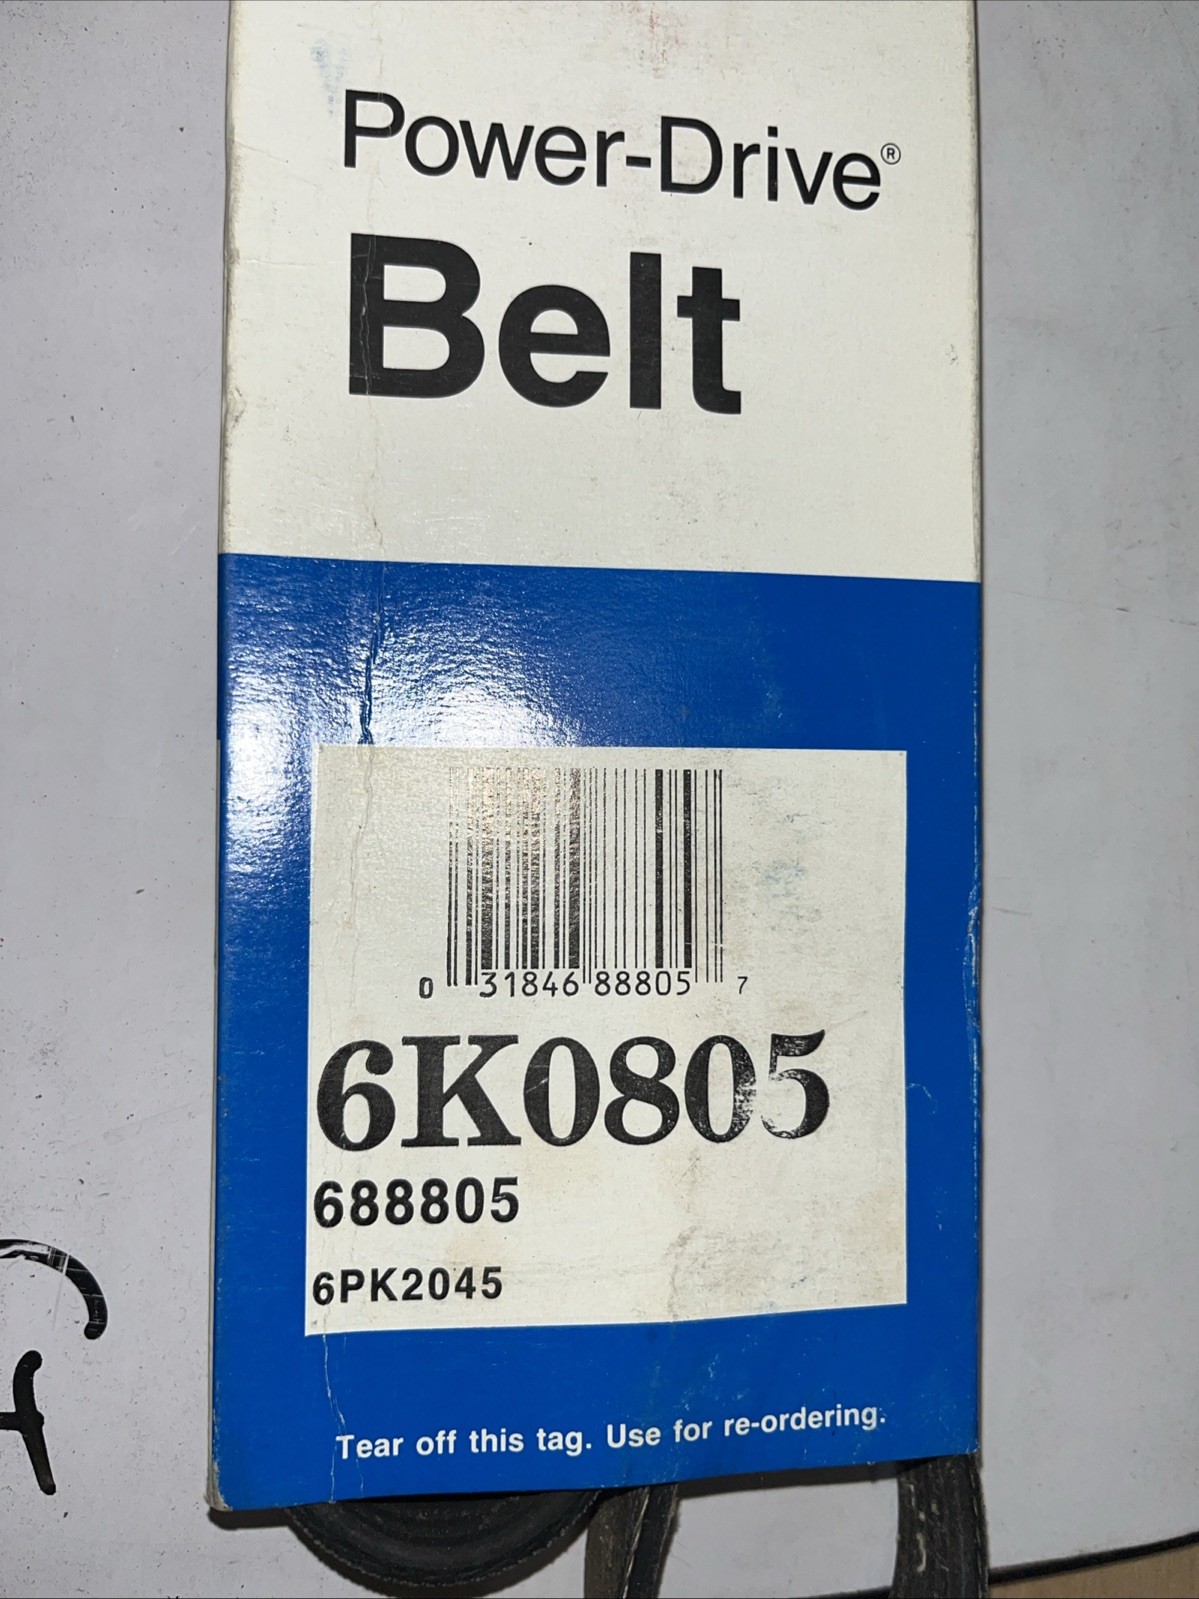 Power-Drive®
Belt
0 31846 88805 7
6K0805
688805
6PK2045
Tear off this tag. Use for re-ordering.